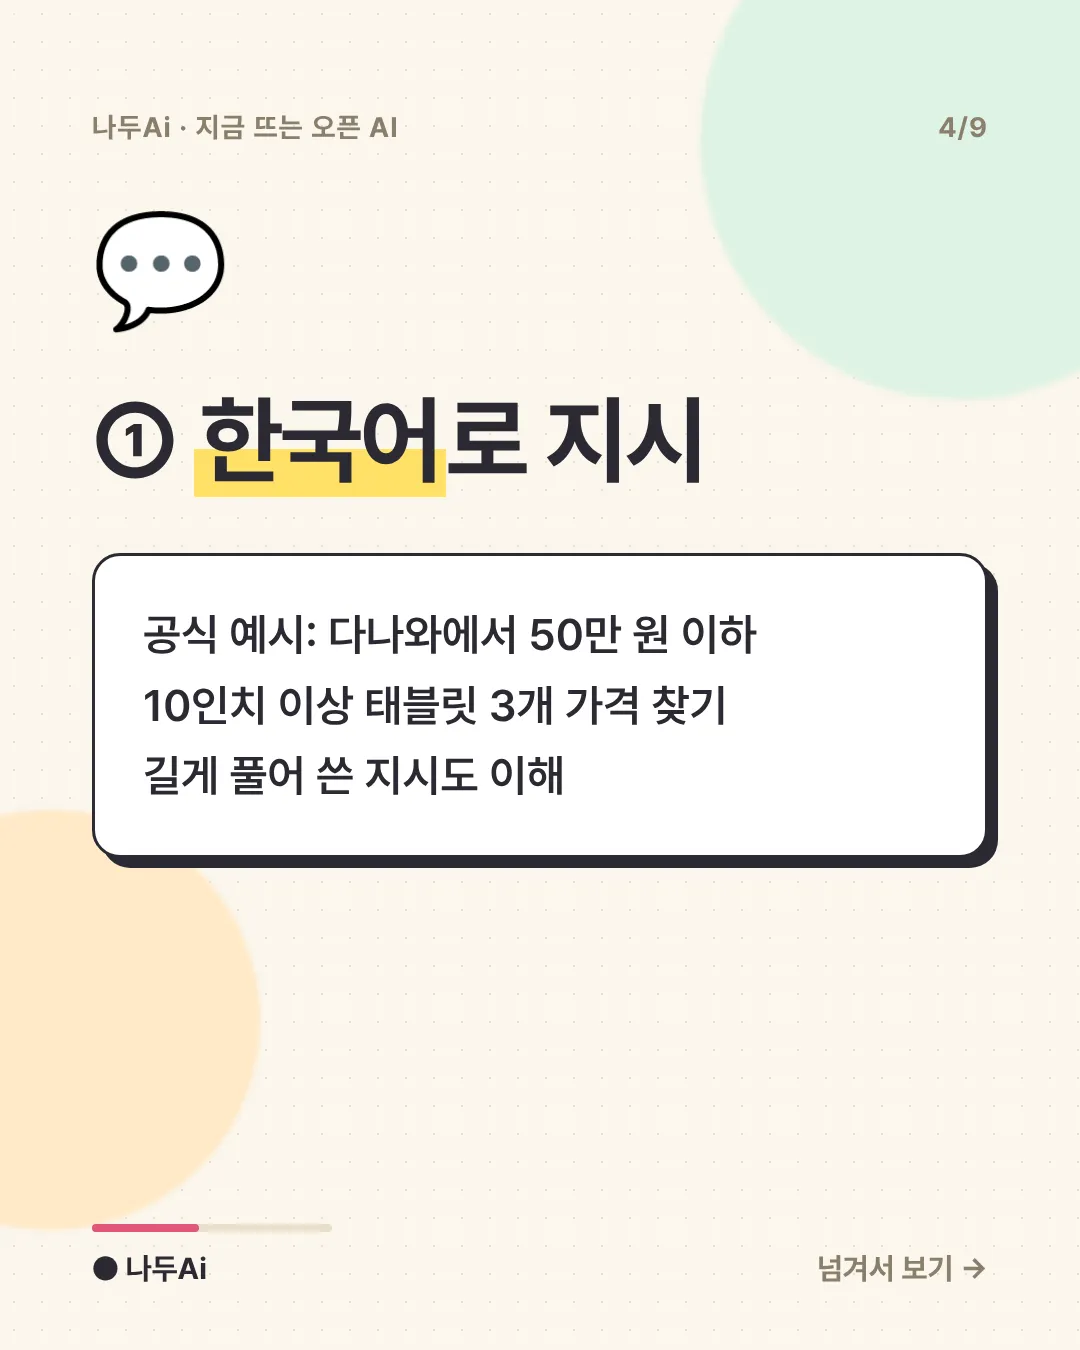 나두Ai · 지금 뜨는 오픈 AI
4/9
① 한국어로 지시
공식 예시: 다나와에서 50만 원 이하
10인치 이상 태블릿 3개 가격 찾기
길게 풀어 쓴 지시도 이해
● 나두Ai
넘겨서 보기 →